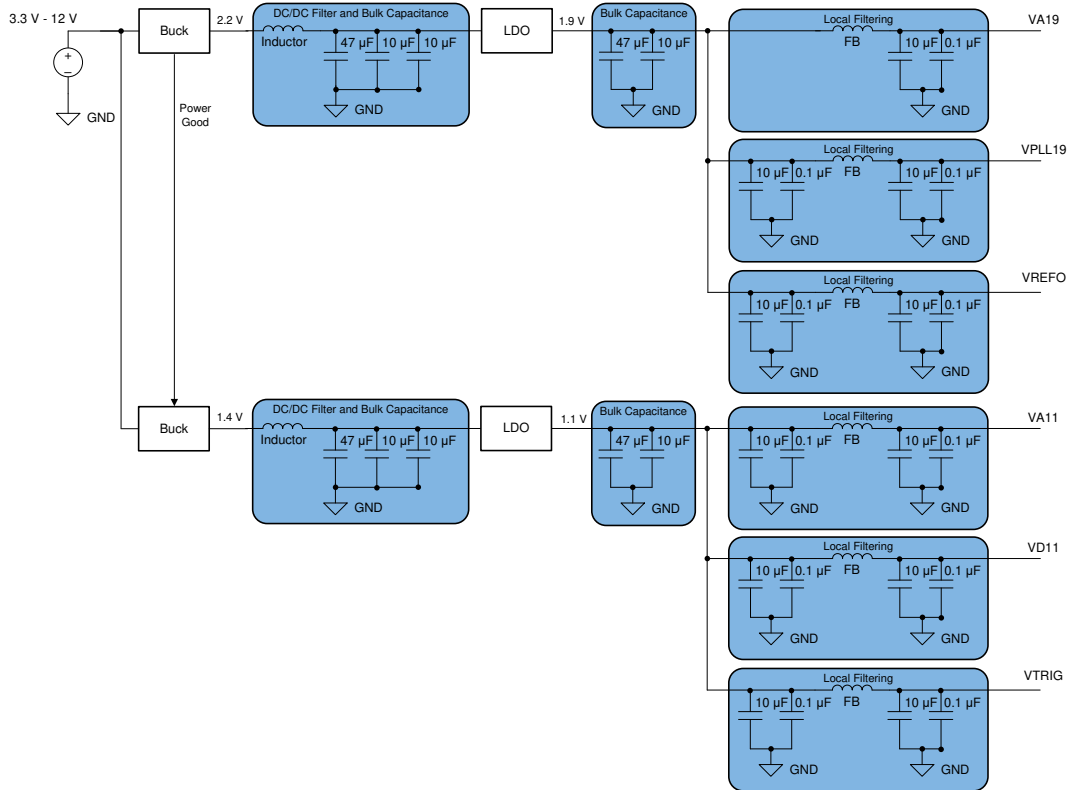 3.3 V - 12 V
GND
Buck
Power
Good
2.2 V
DC/DC Filter and Bulk Capacitance
Inductor
47 µF 10 µF 10 µF
GND
LDO
1.9 V
Bulk Capacitance
47 µF 10 µF
GND
Local Filtering
FB
10 µF 0.1 µF
GND
VA19
Local Filtering
10 µF 0.1 µF FB 10 µF 0.1 µF
GND GND
VPLL19
Local Filtering
10 µF 0.1 µF FB 10 µF 0.1 µF
GND GND
VREFO
Buck
1.4 V
DC/DC Filter and Bulk Capacitance
Inductor
47 µF 10 µF 10 µF
GND
LDO
1.1 V
Bulk Capacitance
47 µF 10 µF
GND
Local Filtering
10 µF 0.1 µF FB 10 µF 0.1 µF
GND GND
VA11
Local Filtering
10 µF 0.1 µF FB 10 µF 0.1 µF
GND GND
VD11
Local Filtering
10 µF 0.1 µF FB 10 µF 0.1 µF
GND GND
VTRIG